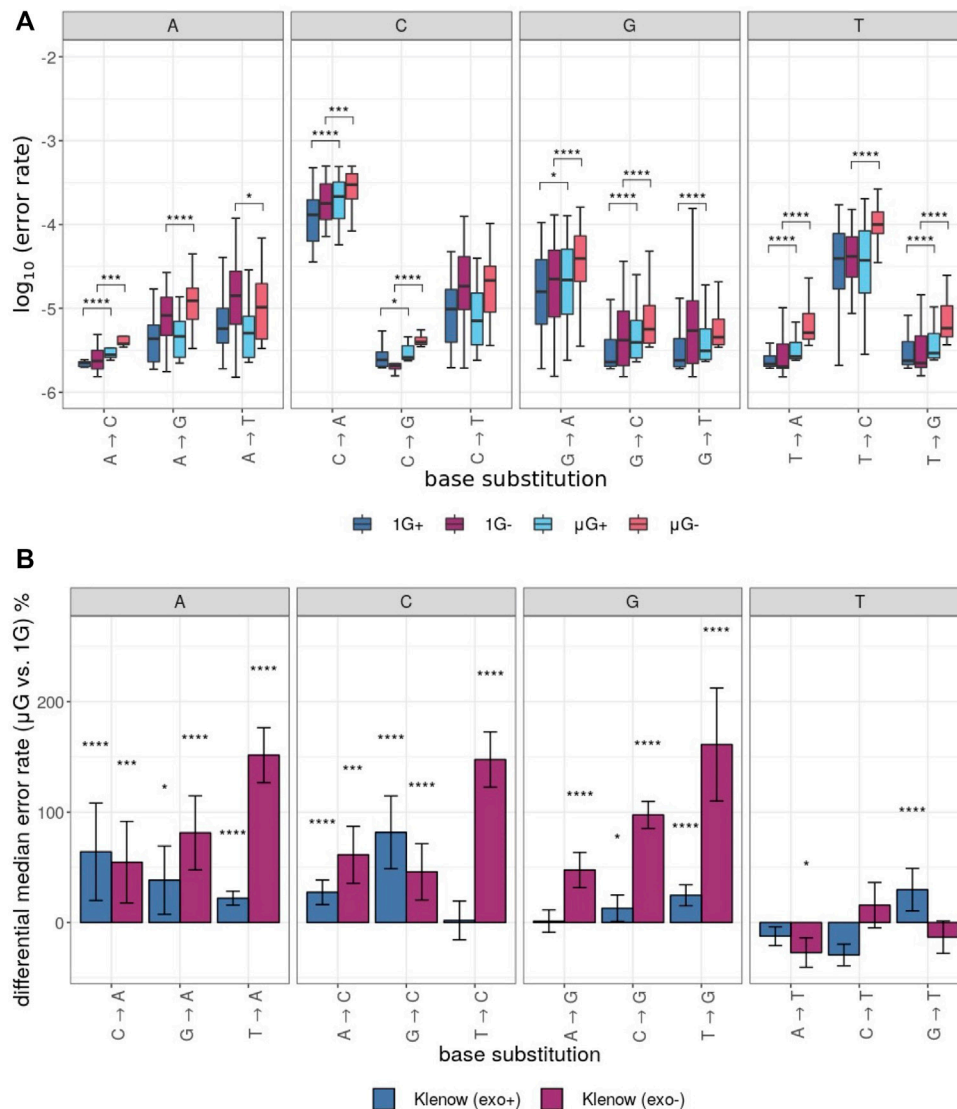 A
A C G T
log10 (error rate)
-2
-3
-4
-5
-6
**** *** **** * **** *** * **** * **** **** **** **** **** **** **** **** ****
A → C A → G A → T C → A C → G C → T G → A G → C G → T T → A T → C T → G
base substitution
1G+ 1G- µG+ µG-
B
A C G T
differential median error rate (µG vs. 1G) %
200
100
0
**** *** * **** **** **** **** *** **** **** **** **** * **** **** **** * ****
C → A G → A T → A A → C G → C T → C A → G C → G T → G A → T C → T G → T
base substitution
Klenow (exo+) Klenow (exo-)